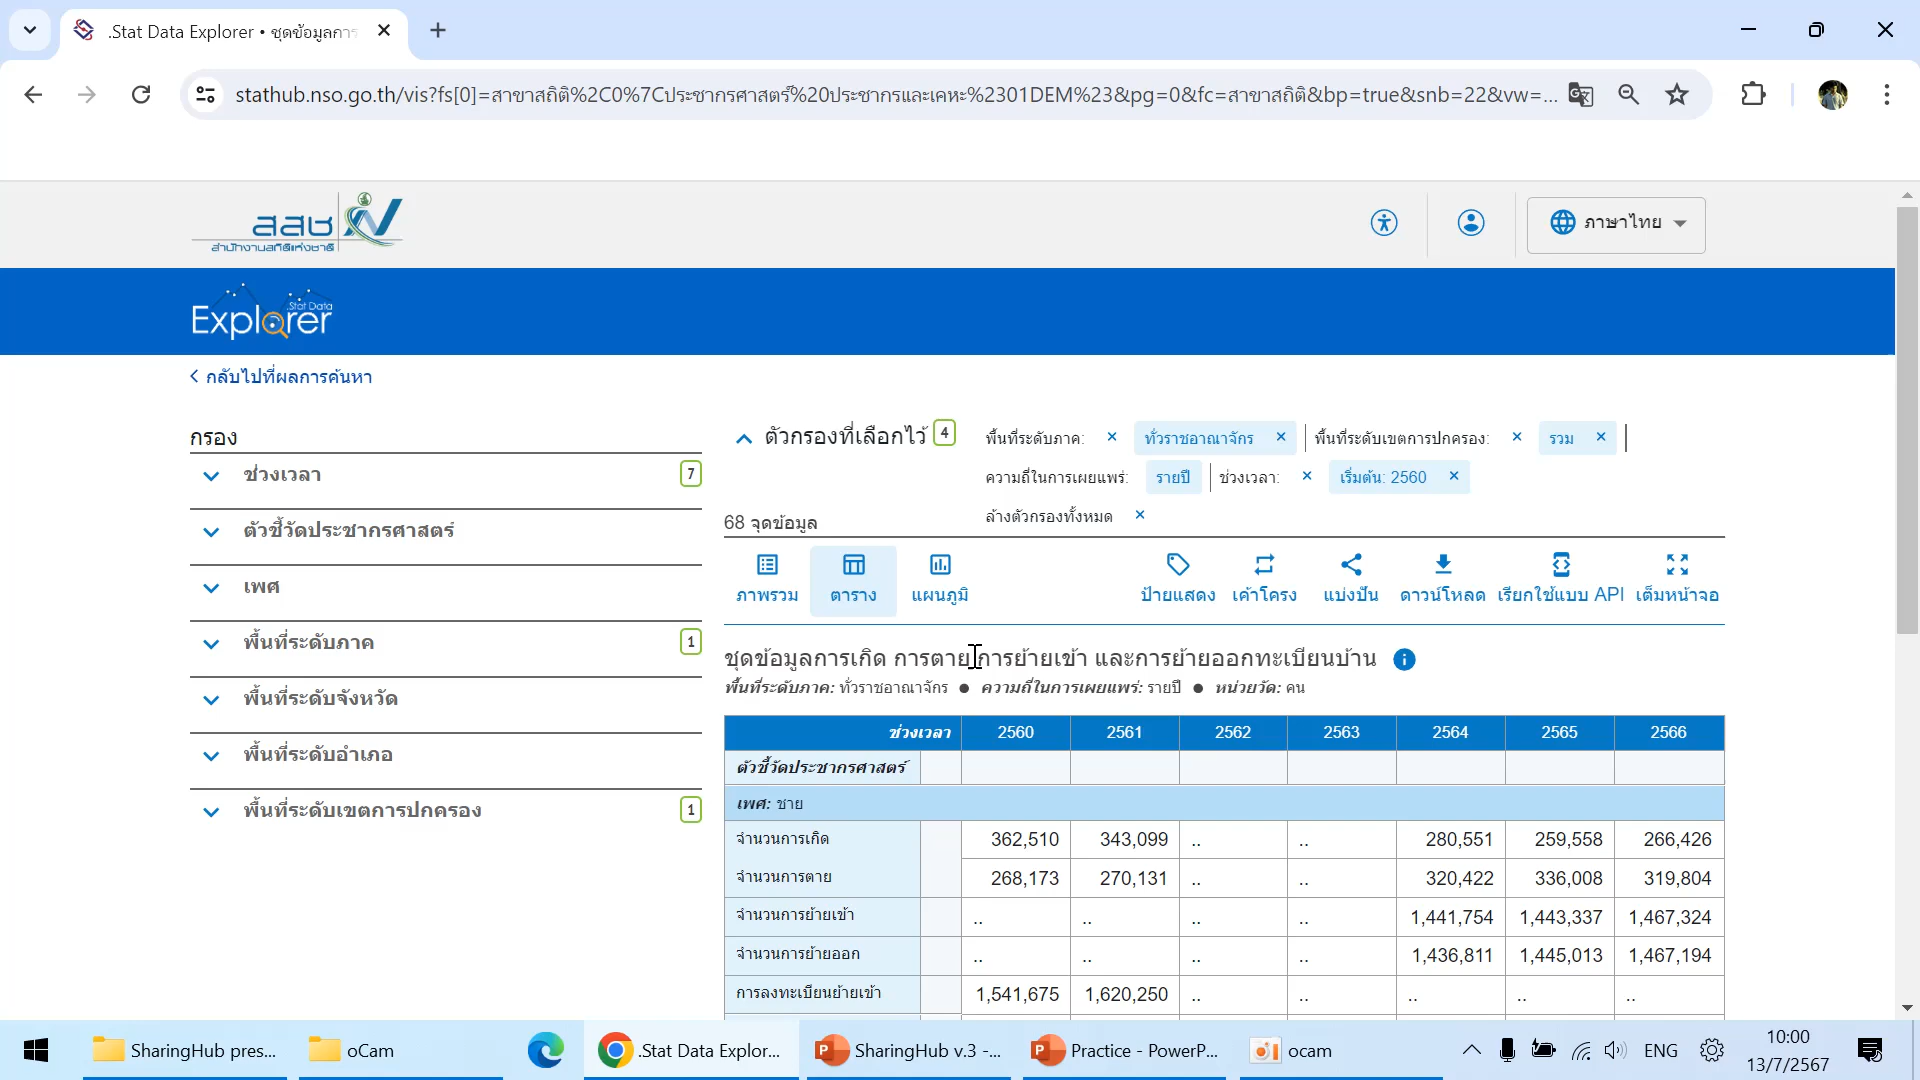 .Stat Data Explorer • ชุดข้อมูลการ
stathub.nso.go.th/vis?fs[0]=สาขาสถิติ%2C0%7Cประชากรศาสตร์%20ประชากรและเคหะ%2301DEM%23&pg=0&fc=สาขาสถิติ&bp=true&snb=22&vw=...
สสช
สำนักงานสถิติแห่งชาติ
ภาษาไทย
.Stat Data
Explorer
กลับไปที่ผลการค้นหา
กรอง
ช่วงเวลา 7
ตัวชี้วัดประชากรศาสตร์
เพศ
พื้นที่ระดับภาค 1
พื้นที่ระดับจังหวัด
พื้นที่ระดับอำเภอ
พื้นที่ระดับเขตการปกครอง 1
ตัวกรองที่เลือกไว้ 4
พื้นที่ระดับภาค: × ทั่วราชอาณาจักร × | พื้นที่ระดับเขตการปกครอง: × รวม × |
ความถี่ในการเผยแพร่: รายปี | ช่วงเวลา: × เริ่มต้น: 2560 ×
ล้างตัวกรองทั้งหมด ×
68 จุดข้อมูล
ภาพรวม ตาราง แผนภูมิ ป้ายแสดง เค้าโครง แบ่งปัน ดาวน์โหลด เรียกใช้แบบ API เต็มหน้าจอ
ชุดข้อมูลการเกิด การตาย การย้ายเข้า และการย้ายออกทะเบียนบ้าน
พื้นที่ระดับภาค: ทั่วราชอาณาจักร ● ความถี่ในการเผยแพร่: รายปี ● หน่วยวัด: คน
ช่วงเวลา 2560 2561 2562 2563 2564 2565 2566
ตัวชี้วัดประชากรศาสตร์
เพศ: ชาย
จำนวนการเกิด 362,510 343,099 .. .. 280,551 259,558 266,426
จำนวนการตาย 268,173 270,131 .. .. 320,422 336,008 319,804
จำนวนการย้ายเข้า .. .. .. .. 1,441,754 1,443,337 1,467,324
จำนวนการย้ายออก .. .. .. .. 1,436,811 1,445,013 1,467,194
การลงทะเบียนย้ายเข้า 1,541,675 1,620,250 .. .. .. .. ..
SharingHub pres... oCam .Stat Data Explor... SharingHub v.3 -... Practice - PowerP... ocam ENG
10:00
13/7/2567